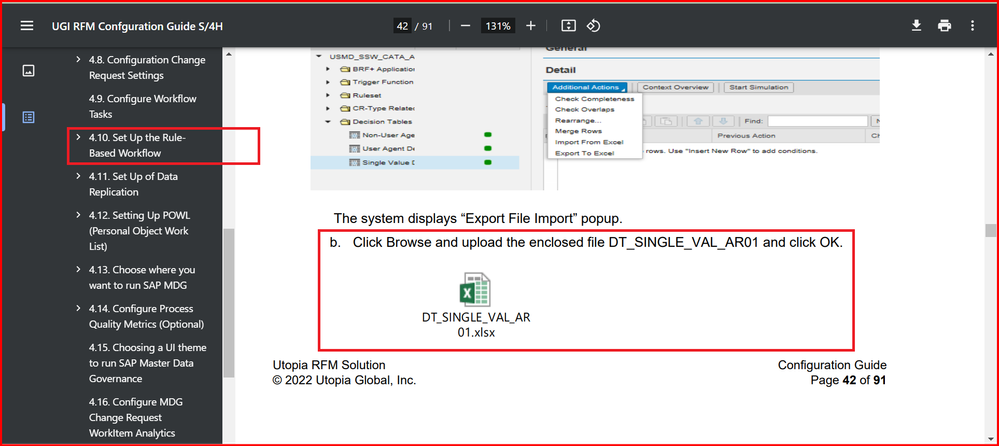 UGI RFM Confguration Guide S/4H
42 / 91
131%
4.8. Configuration Change
Request Settings
4.9. Configure Workflow
Tasks
4.10. Set Up the Rule-
Based Workflow
4.11. Set Up of Data
Replication
4.12. Setting Up POWL
(Personal Object Work
List)
4.13. Choose where you
want to run SAP MDG
4.14. Configure Process
Quality Metrics (Optional)
4.15. Choosing a UI theme
to run SAP Master Data
Governance
4.16. Configure MDG
Change Request
WorkItem Analytics
USMD_SSW_CATA_A
BRF+ Application
Trigger Function
Ruleset
CR-Type Relate
Decision Tables
Non-User Age
User Agent De
Single Value D
General
Detail
Additional Actions
Context Overview
Start Simulation
Check Completeness
Check Overlaps
Rearrange...
Merge Rows
Import From Excel
Export To Excel
Find:
Previous Action
rows. Use "Insert New Row" to add conditions.
The system displays “Export File Import” popup.
b. Click Browse and upload the enclosed file DT_SINGLE_VAL_AR01 and click OK.
DT_SINGLE_VAL_AR
01.xlsx
Utopia RFM Solution
Configuration Guide
© 2022 Utopia Global, Inc.
Page 42 of 91